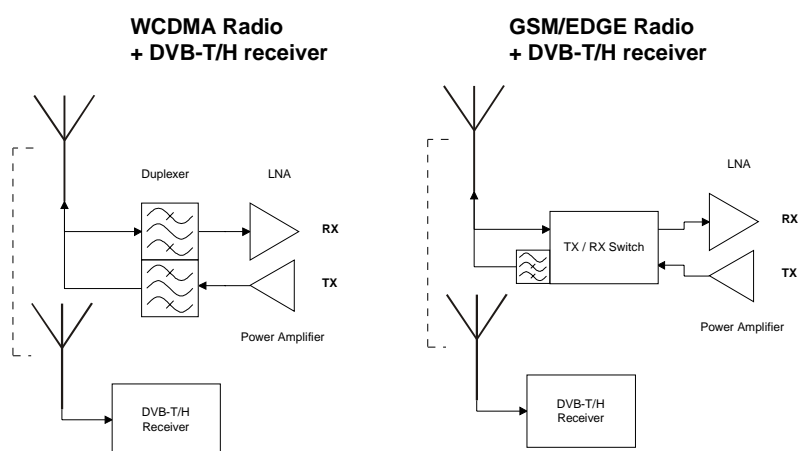 WCDMA Radio
+ DVB-T/H receiver
Duplexer
LNA
RX
TX
Power Amplifier
DVB-T/H
Receiver
GSM/EDGE Radio
+ DVB-T/H receiver
LNA
RX
TX / RX Switch
TX
Power Amplifier
DVB-T/H
Receiver